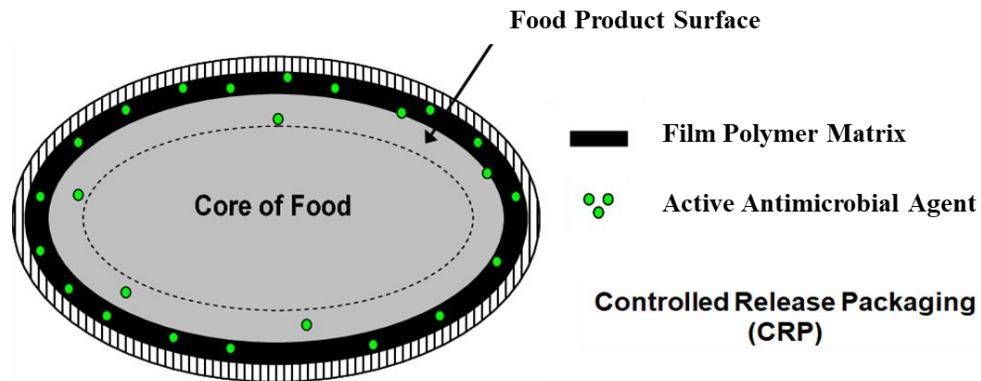 Food Product Surface
Film Polymer Matrix
Core of Food
Active Antimicrobial Agent
Controlled Release Packaging
(CRP)